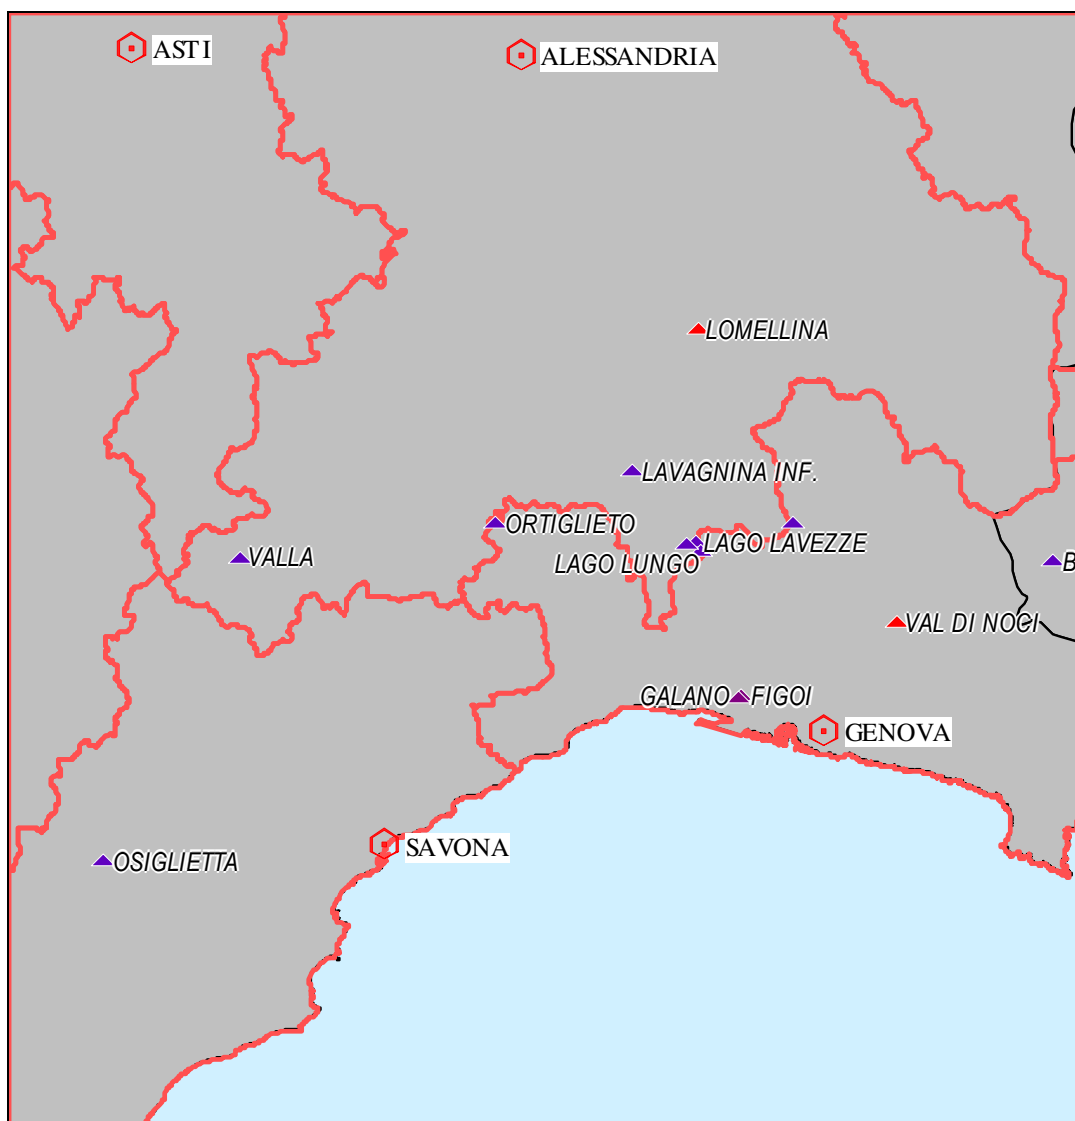 ASTI
ALESSANDRIA
LOMELLINA
LAVAGNINA INF.
ORTIGLIETO
LAGO LAVEZZE
VALLA
LAGO LUNGO
B
VAL DI NOCI
GALANO
FIGOI
GENOVA
SAVONA
OSIGLIETTA